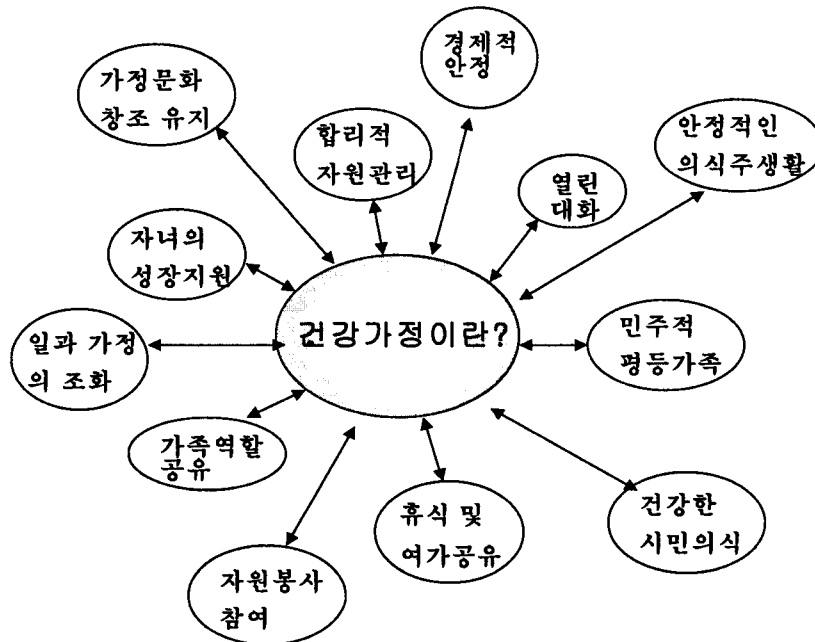 경제적
안정
가정문화
창조 유지
합리적
자원관리
안정적인
의식주생활
열린
대화
자녀의
성장지원
건강가정이란?
일과 가정
의 조화
민주적
평등가족
가족역할
공유
휴식 및
여가공유
건강한
시민의식
자원봉사
참여